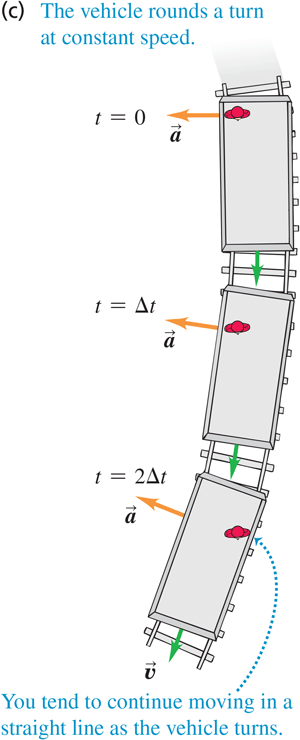 (c) The vehicle rounds a turn
at constant speed.
t = 0
a⃗
t = Δt
a⃗
t = 2Δt
a⃗
v⃗
You tend to continue moving in a
straight line as the vehicle turns.